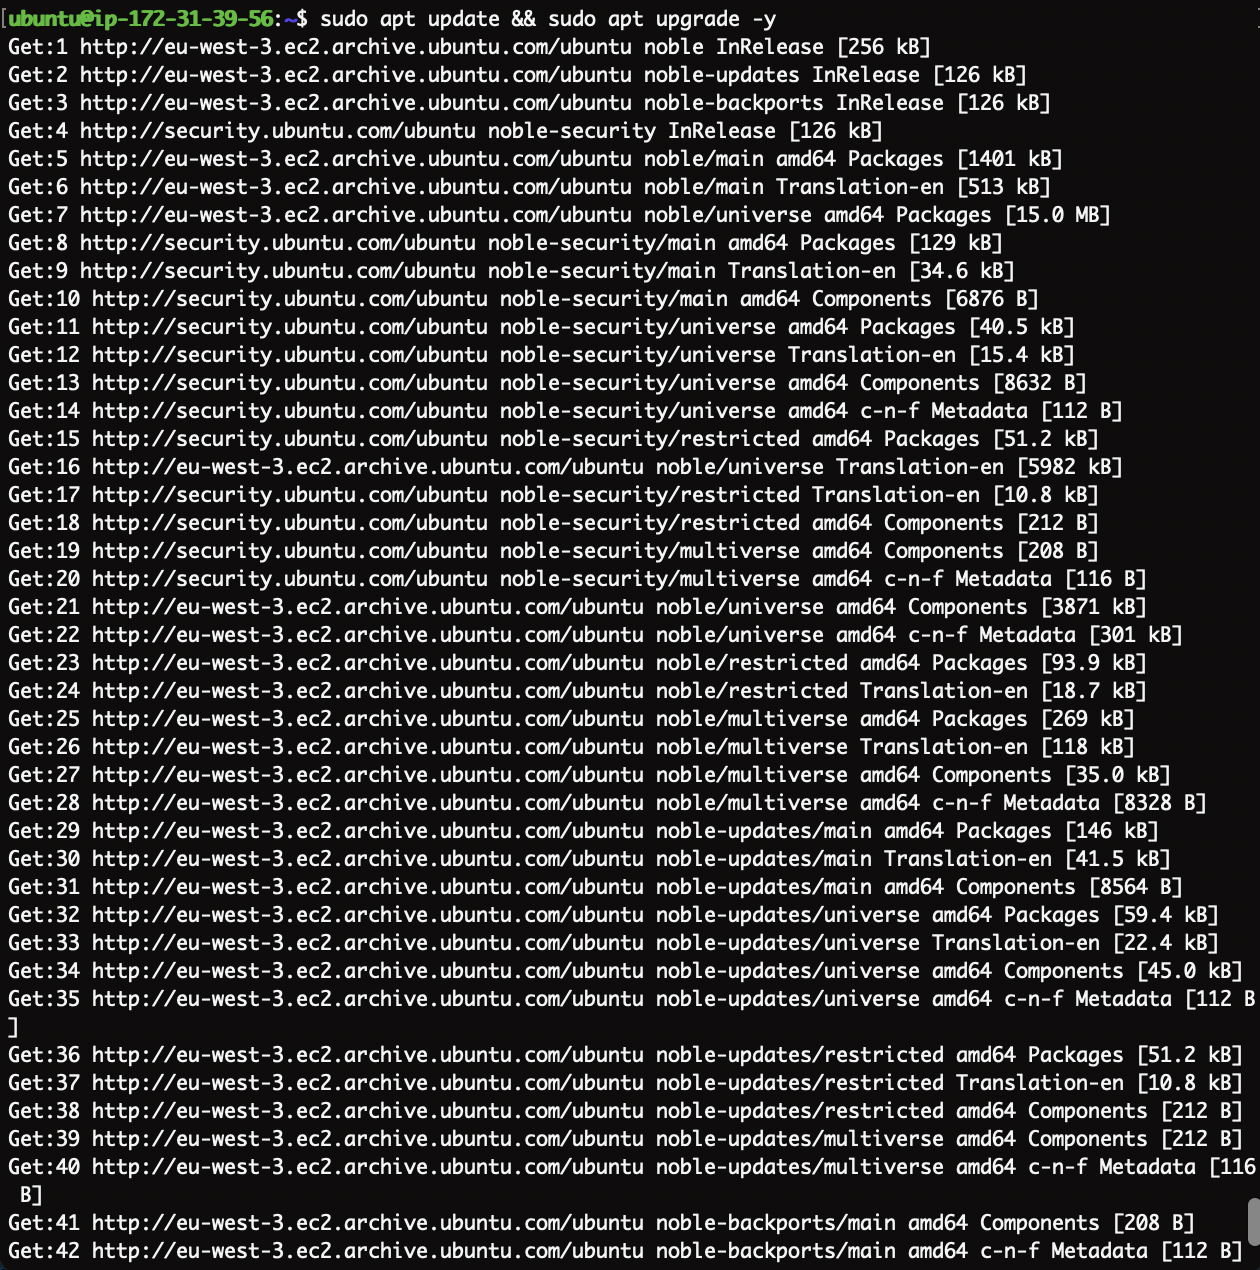 ubuntu@ip-172-31-39-56:~$ sudo apt update && sudo apt upgrade -y
Get:1 http://eu-west-3.ec2.archive.ubuntu.com/ubuntu noble InRelease [256 kB]
Get:2 http://eu-west-3.ec2.archive.ubuntu.com/ubuntu noble-updates InRelease [126 kB]
Get:3 http://eu-west-3.ec2.archive.ubuntu.com/ubuntu noble-backports InRelease [126 kB]
Get:4 http://security.ubuntu.com/ubuntu noble-security InRelease [126 kB]
Get:5 http://eu-west-3.ec2.archive.ubuntu.com/ubuntu noble/main amd64 Packages [1401 kB]
Get:6 http://eu-west-3.ec2.archive.ubuntu.com/ubuntu noble/main Translation-en [513 kB]
Get:7 http://eu-west-3.ec2.archive.ubuntu.com/ubuntu noble/universe amd64 Packages [15.0 MB]
Get:8 http://security.ubuntu.com/ubuntu noble-security/main amd64 Packages [129 kB]
Get:9 http://security.ubuntu.com/ubuntu noble-security/main Translation-en [34.6 kB]
Get:10 http://security.ubuntu.com/ubuntu noble-security/main amd64 Components [6876 B]
Get:11 http://security.ubuntu.com/ubuntu noble-security/universe amd64 Packages [40.5 kB]
Get:12 http://security.ubuntu.com/ubuntu noble-security/universe Translation-en [15.4 kB]
Get:13 http://security.ubuntu.com/ubuntu noble-security/universe amd64 Components [8632 B]
Get:14 http://security.ubuntu.com/ubuntu noble-security/universe amd64 c-n-f Metadata [112 B]
Get:15 http://security.ubuntu.com/ubuntu noble-security/restricted amd64 Packages [51.2 kB]
Get:16 http://eu-west-3.ec2.archive.ubuntu.com/ubuntu noble/universe Translation-en [5982 kB]
Get:17 http://security.ubuntu.com/ubuntu noble-security/restricted Translation-en [10.8 kB]
Get:18 http://security.ubuntu.com/ubuntu noble-security/restricted amd64 Components [212 B]
Get:19 http://security.ubuntu.com/ubuntu noble-security/multiverse amd64 Components [208 B]
Get:20 http://security.ubuntu.com/ubuntu noble-security/multiverse amd64 c-n-f Metadata [116 B]
Get:21 http://eu-west-3.ec2.archive.ubuntu.com/ubuntu noble/universe amd64 Components [3871 kB]
Get:22 http://eu-west-3.ec2.archive.ubuntu.com/ubuntu noble/universe amd64 c-n-f Metadata [301 kB]
Get:23 http://eu-west-3.ec2.archive.ubuntu.com/ubuntu noble/restricted amd64 Packages [93.9 kB]
Get:24 http://eu-west-3.ec2.archive.ubuntu.com/ubuntu noble/restricted Translation-en [18.7 kB]
Get:25 http://eu-west-3.ec2.archive.ubuntu.com/ubuntu noble/multiverse amd64 Packages [269 kB]
Get:26 http://eu-west-3.ec2.archive.ubuntu.com/ubuntu noble/multiverse Translation-en [118 kB]
Get:27 http://eu-west-3.ec2.archive.ubuntu.com/ubuntu noble/multiverse amd64 Components [35.0 kB]
Get:28 http://eu-west-3.ec2.archive.ubuntu.com/ubuntu noble/multiverse amd64 c-n-f Metadata [8328 B]
Get:29 http://eu-west-3.ec2.archive.ubuntu.com/ubuntu noble-updates/main amd64 Packages [146 kB]
Get:30 http://eu-west-3.ec2.archive.ubuntu.com/ubuntu noble-updates/main Translation-en [41.5 kB]
Get:31 http://eu-west-3.ec2.archive.ubuntu.com/ubuntu noble-updates/main amd64 Components [8564 B]
Get:32 http://eu-west-3.ec2.archive.ubuntu.com/ubuntu noble-updates/universe amd64 Packages [59.4 kB]
Get:33 http://eu-west-3.ec2.archive.ubuntu.com/ubuntu noble-updates/universe Translation-en [22.4 kB]
Get:34 http://eu-west-3.ec2.archive.ubuntu.com/ubuntu noble-updates/universe amd64 Components [45.0 kB]
Get:35 http://eu-west-3.ec2.archive.ubuntu.com/ubuntu noble-updates/universe amd64 c-n-f Metadata [112 B
]
Get:36 http://eu-west-3.ec2.archive.ubuntu.com/ubuntu noble-updates/restricted amd64 Packages [51.2 kB]
Get:37 http://eu-west-3.ec2.archive.ubuntu.com/ubuntu noble-updates/restricted Translation-en [10.8 kB]
Get:38 http://eu-west-3.ec2.archive.ubuntu.com/ubuntu noble-updates/restricted amd64 Components [212 B]
Get:39 http://eu-west-3.ec2.archive.ubuntu.com/ubuntu noble-updates/multiverse amd64 Components [212 B]
Get:40 http://eu-west-3.ec2.archive.ubuntu.com/ubuntu noble-updates/multiverse amd64 c-n-f Metadata [116
 B]
Get:41 http://eu-west-3.ec2.archive.ubuntu.com/ubuntu noble-backports/main amd64 Components [208 B]
Get:42 http://eu-west-3.ec2.archive.ubuntu.com/ubuntu noble-backports/main amd64 c-n-f Metadata [112 B]